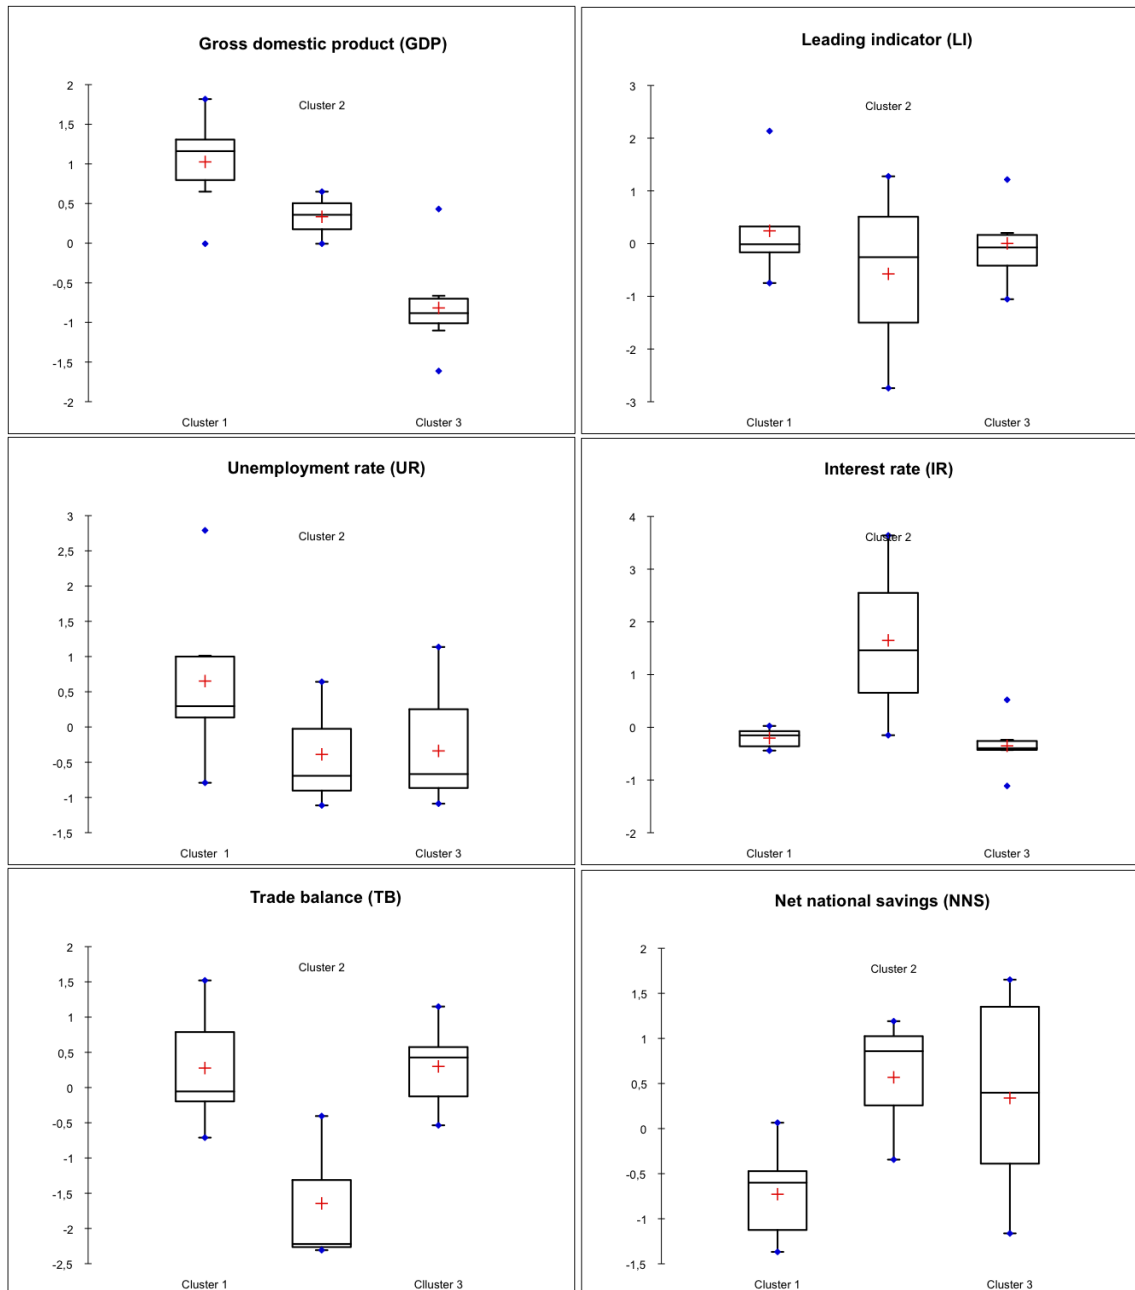 Gross domestic product (GDP)
2
1,5
1
0,5
0
-0,5
-1
-1,5
-2
Cluster 2
Cluster 1
Cluster 3
Leading indicator (LI)
3
2
1
0
-1
-2
-3
Cluster 2
Cluster 1
Cluster 3
Unemployment rate (UR)
3
2,5
2
1,5
1
0,5
0
-0,5
-1
-1,5
Cluster 2
Cluster 1
Cluster 3
Interest rate (IR)
4
3
2
1
0
-1
-2
Cluster 2
Cluster 1
Cluster 3
Trade balance (TB)
2
1,5
1
0,5
0
-0,5
-1
-1,5
-2
-2,5
Cluster 2
Cluster 1
Clluster 3
Net national savings (NNS)
2
1,5
1
0,5
0
-0,5
-1
-1,5
Cluster 2
Cluster 1
Cluster 3